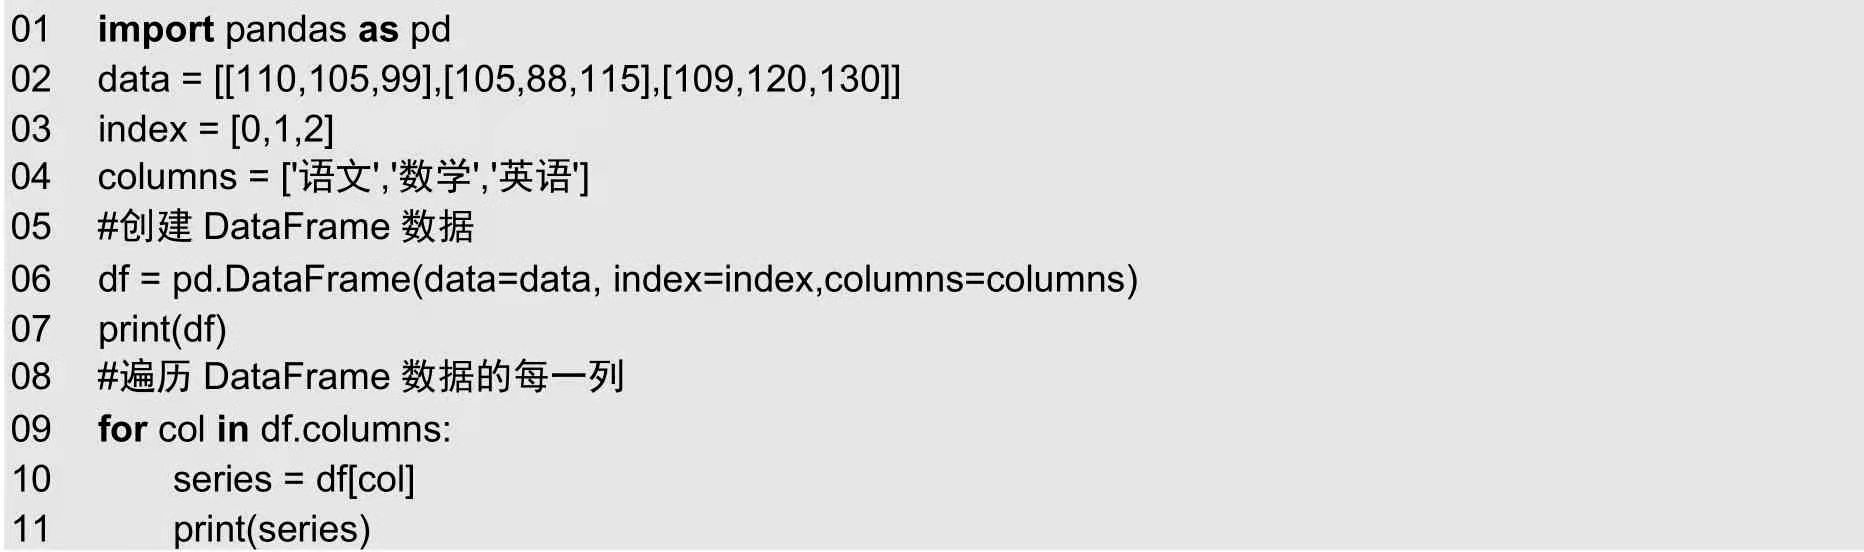 01 import pandas as pd
02 data = [[110,105,99],[105,88,115],[109,120,130]]
03 index = [0,1,2]
04 columns = ['语文','数学','英语']
05 #创建 DataFrame 数据
06 df = pd.DataFrame(data=data, index=index,columns=columns)
07 print(df)
08 #遍历 DataFrame 数据的每一列
09 for col in df.columns:
10     series = df[col]
11     print(series)